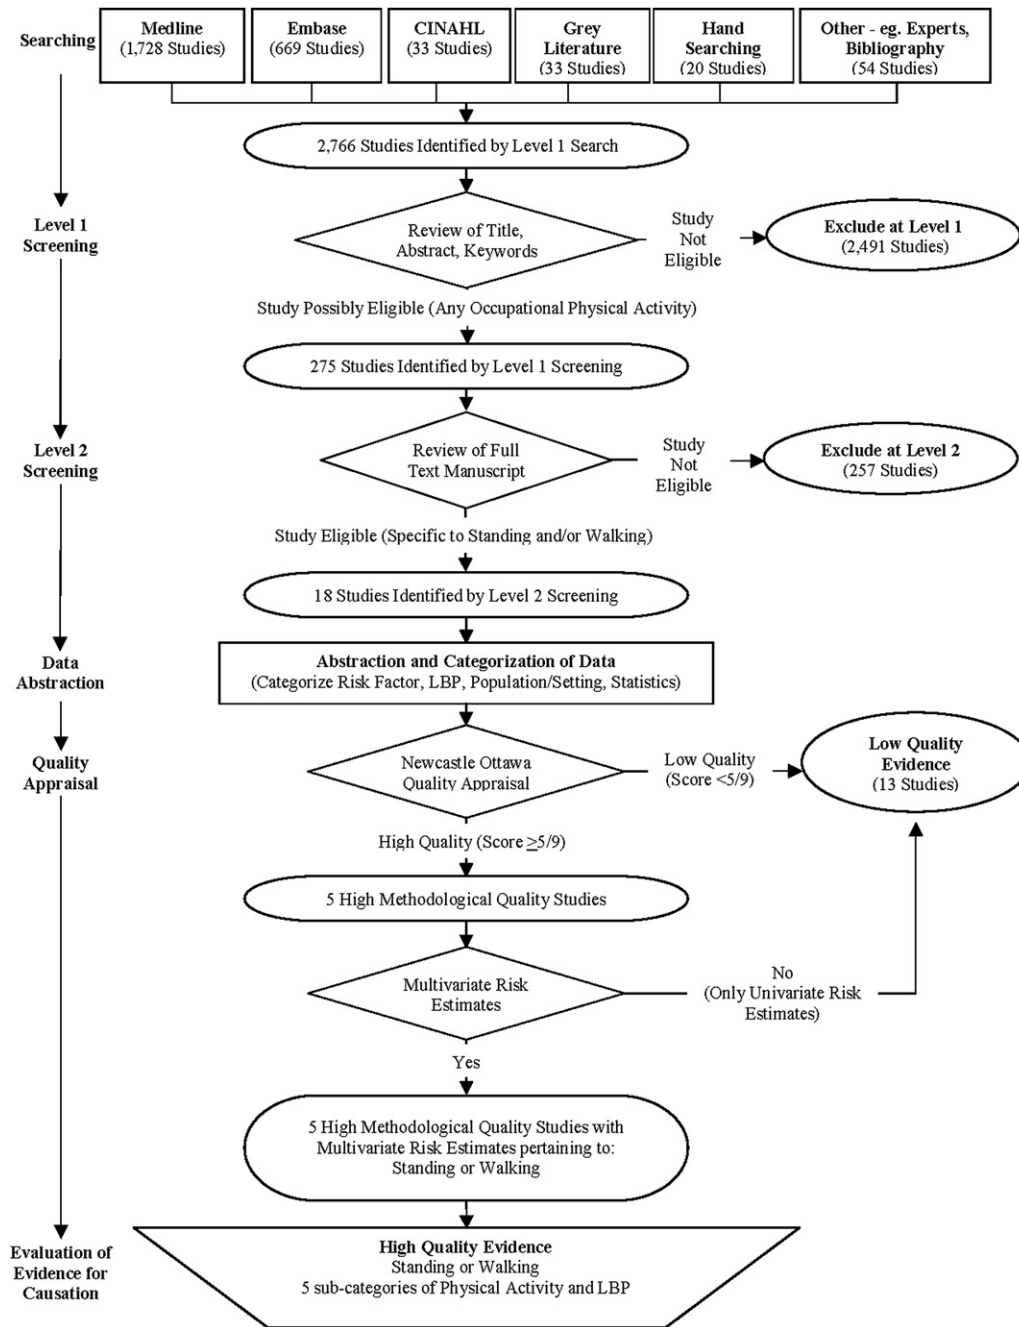 Searching
Medline
(1,728 Studies)
Embase
(669 Studies)
CINAHL
(33 Studies)
Grey
Literature
(33 Studies)
Hand
Searching
(20 Studies)
Other - eg. Experts,
Bibliography
(54 Studies)
2,766 Studies Identified by Level 1 Search
Level 1
Screening
Review of Title,
Abstract, Keywords
Study
Not
Eligible
Exclude at Level 1
(2,491 Studies)
Study Possibly Eligible (Any Occupational Physical Activity)
275 Studies Identified by Level 1 Screening
Level 2
Screening
Review of Full
Text Manuscript
Study
Not
Eligible
Exclude at Level 2
(257 Studies)
Study Eligible (Specific to Standing and/or Walking)
18 Studies Identified by Level 2 Screening
Data
Abstraction
Abstraction and Categorization of Data
(Categorize Risk Factor, LBP, Population/Setting, Statistics)
Quality
Appraisal
Newcastle Ottawa
Quality Appraisal
Low Quality
(Score <5/9)
Low Quality
Evidence
(13 Studies)
High Quality (Score ≥5/9)
5 High Methodological Quality Studies
Multivariate Risk
Estimates
No
(Only Univariate Risk
Estimates)
Yes
5 High Methodological Quality Studies with
Multivariate Risk Estimates pertaining to:
Standing or Walking
Evaluation of
Evidence for
Causation
High Quality Evidence
Standing or Walking
5 sub-categories of Physical Activity and LBP